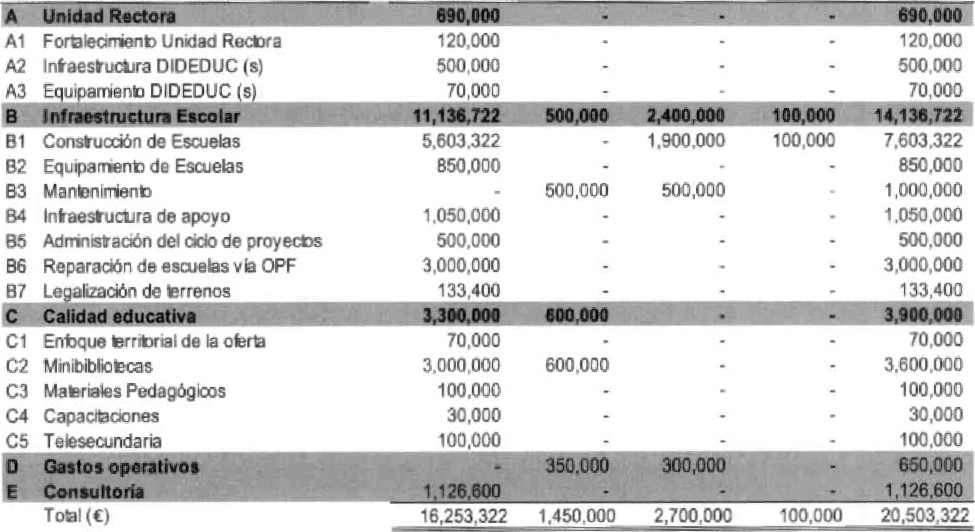 A Unidad Rectora 690,000 - - - 690,000
A1 Fortalecimiento Unidad Rectora 120,000 - - - 120,000
A2 Infraestructura DIDEDUC (s) 500,000 - - - 500,000
A3 Equipamiento DIDEDUC (s) 70,000 - - - 70,000
B Infraestructura Escolar 11,136,722 500,000 2,400,000 100,000 14,136,722
B1 Construcción de Escuelas 5,603,322 - 1,900,000 100,000 7,603,322
B2 Equipamiento de Escuelas 850,000 - - - 850,000
B3 Mantenimiento - 500,000 500,000 - 1,000,000
B4 Infraestructura de apoyo 1,050,000 - - - 1,050,000
B5 Administración del ciclo de proyectos 500,000 - - - 500,000
B6 Reparación de escuelas vía OPF 3,000,000 - - - 3,000,000
B7 Legalización de terrenos 133,400 - - - 133,400
C Calidad educativa 3,300,000 600,000 - - 3,900,000
C1 Enfoque territorial de la oferta 70,000 - - - 70,000
C2 Minibibliotecas 3,000,000 600,000 - - 3,600,000
C3 Materiales Pedagógicos 100,000 - - - 100,000
C4 Capacitaciones 30,000 - - - 30,000
C5 Telesecundaria 100,000 - - - 100,000
D Gastos operativos - 350,000 300,000 - 650,000
E Consultoría 1,126,600 - - - 1,126,600
Total (€) 16,253,322 1,450,000 2,700,000 100,000 20,503,322